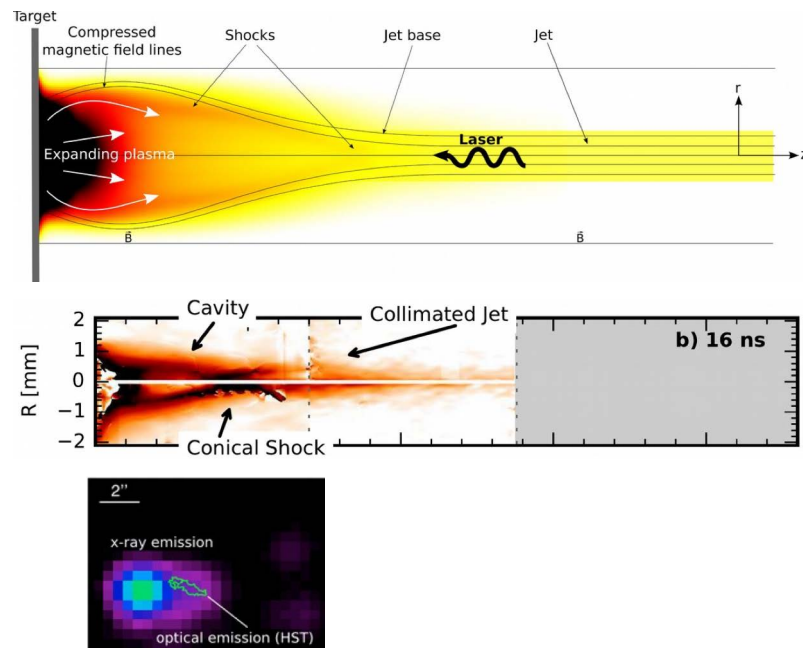 Target
Compressed
magnetic field lines
Shocks
Jet base
Jet
r
Laser
Expanding plasma
z
B
B
Cavity
Collimated Jet
b) 16 ns
2
1
0
-1
-2
R [mm]
Conical Shock
2''
x-ray emission
optical emission (HST)